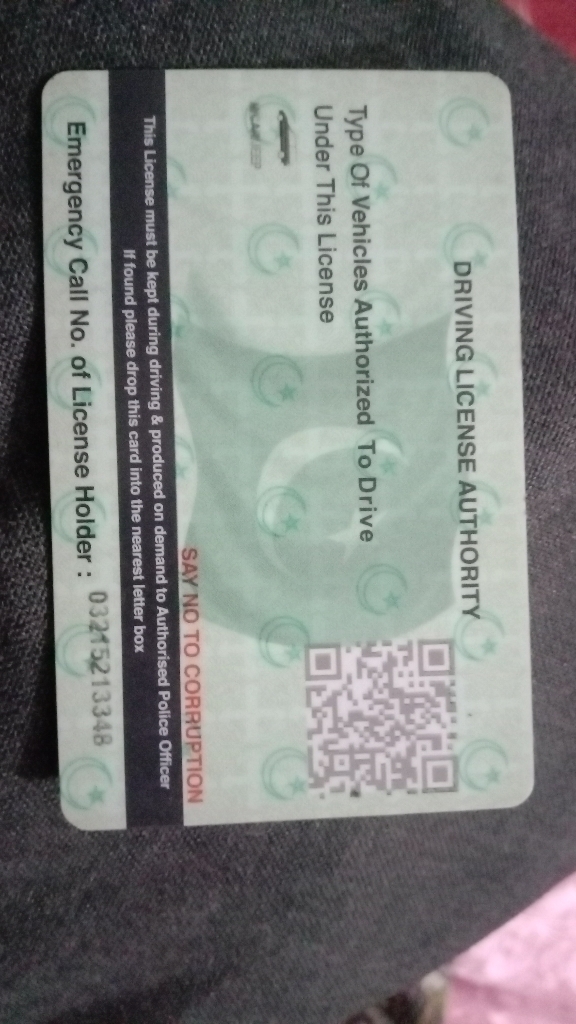 DRIVING LICENSE AUTHORITY
Type Of Vehicles Authorized To Drive
Under This License
SAY NO TO CORRUPTION
This License must be kept during driving & produced on demand to Authorised Police Officer
If found please drop this card into the nearest letter box
Emergency Call No. of License Holder : 03215213348